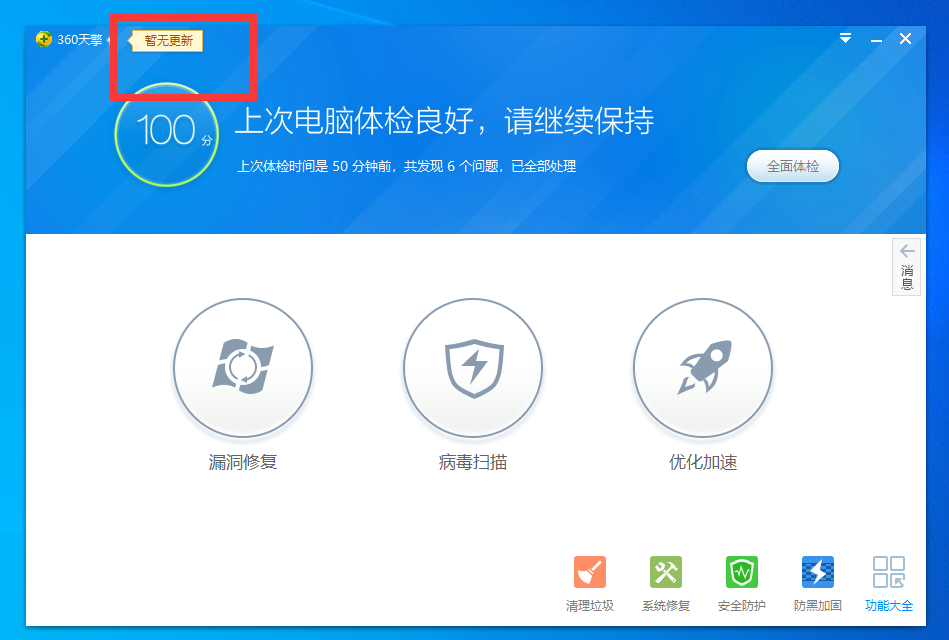 360天擎
暂无更新
100分
上次电脑体检良好，请继续保持
上次体检时间是 50 分钟前，共发现 6 个问题，已全部处理
全面体检
消息
漏洞修复
病毒扫描
优化加速
清理垃圾
系统修复
安全防护
防黑加固
功能大全